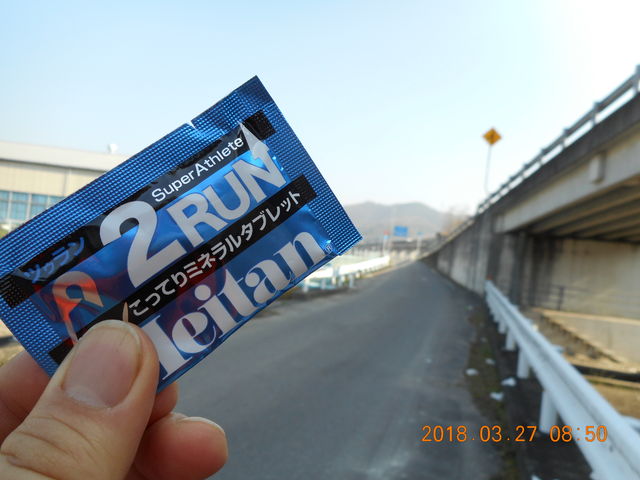 SuperAthlete
2RUN
ツゥラン
こってりミネラルタブレット
Meitan®
2018.03.27 08:50